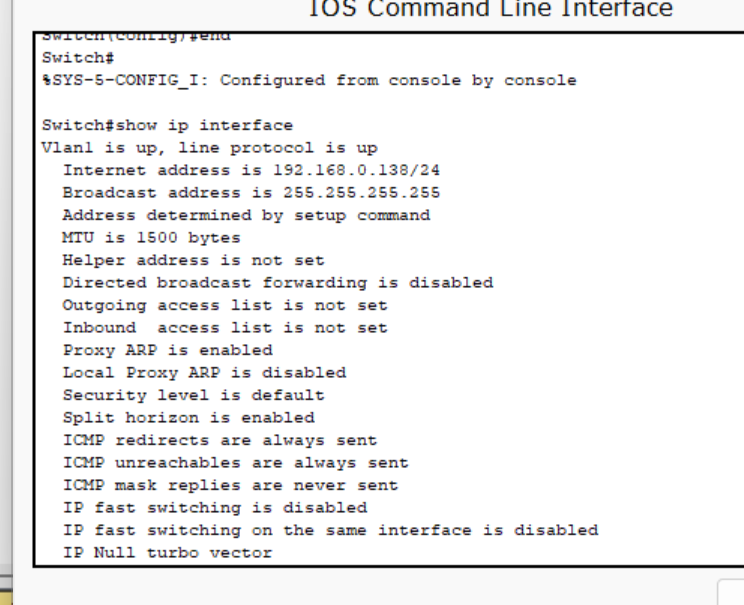 IOS Command Line Interface
Switch(config)#end
Switch#
%SYS-5-CONFIG_I: Configured from console by console
Switch#show ip interface
Vlan1 is up, line protocol is up
Internet address is 192.168.0.138/24
Broadcast address is 255.255.255.255
Address determined by setup command
MTU is 1500 bytes
Helper address is not set
Directed broadcast forwarding is disabled
Outgoing access list is not set
Inbound  access list is not set
Proxy ARP is enabled
Local Proxy ARP is disabled
Security level is default
Split horizon is enabled
ICMP redirects are always sent
ICMP unreachables are always sent
ICMP mask replies are never sent
IP fast switching is disabled
IP fast switching on the same interface is disabled
IP Null turbo vector